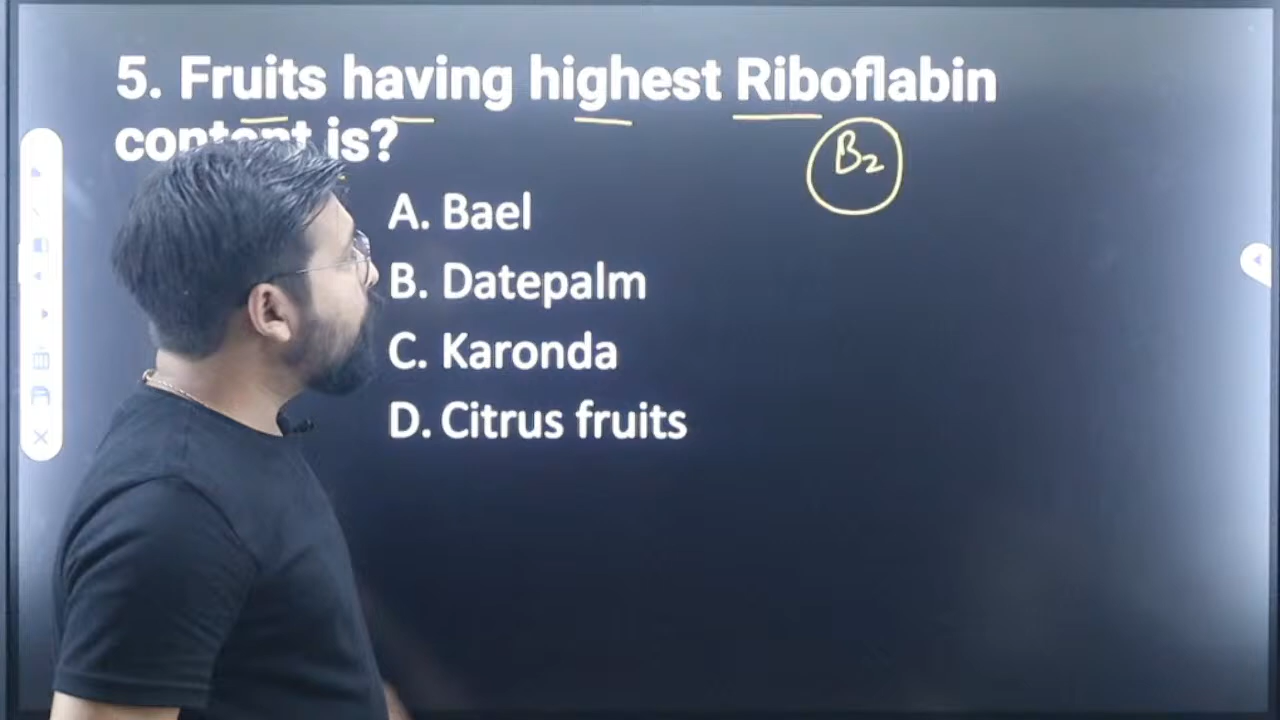 5. Fruits having highest Riboflabin
content is?
B2
A. Bael
B. Datepalm
C. Karonda
D. Citrus fruits